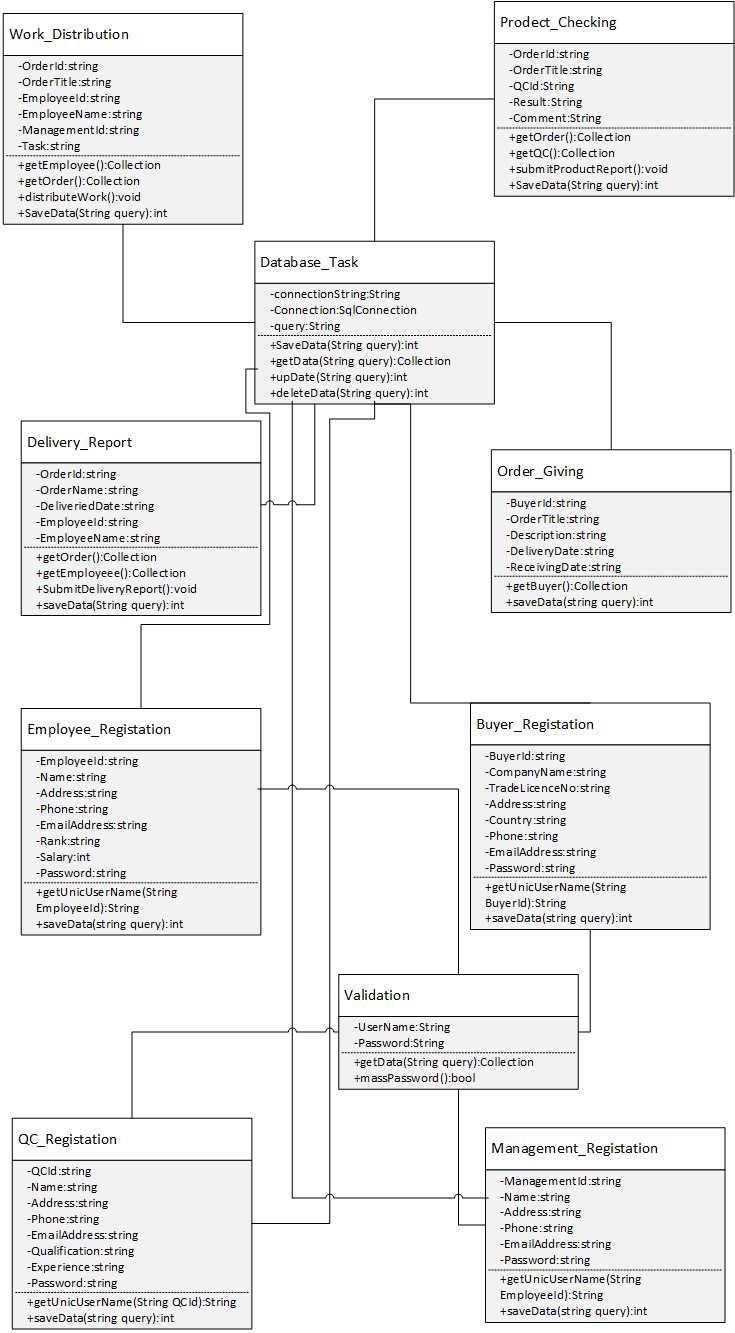 Work_Distribution
-OrderId:string
-OrderTitle:string
-EmployeeId:string
-EmployeeName:string
-ManagementId:string
-Task:string
+getEmployee():Collection
+getOrder():Collection
+distributeWork():void
+SaveData(String query):int
Prodect_Checking
-OrderId:string
-OrderTitle:string
-QCId:String
-Result:String
-Comment:String
+getOrder():Collection
+getQC():Collection
+submitProductReport():void
+SaveData(String query):int
Database_Task
-connectionString:String
-Connection:SqlConnection
-query:String
+SaveData(String query):int
+getData(String query):Collection
+upDate(String query):int
+deleteData(String query):int
Delivery_Report
-OrderId:string
-OrderName:string
-DeliveriedDate:string
-EmployeeId:string
-EmployeeName:string
+getOrder():Collection
+getEmployeee():Collection
+SubmitDeliveryReport():void
+saveData(String query):int
Order_Giving
-BuyerId:string
-OrderTitle:string
-Description:string
-DeliveryDate:string
-ReceivingDate:string
+getBuyer():Collection
+saveData(string query):int
Employee_Registation
-EmployeeId:string
-Name:string
-Address:string
-Phone:string
-EmailAddress:string
-Rank:string
-Salary:int
-Password:string
+getUnicUserName(String
EmployeeId):String
+saveData(string query):int
Buyer_Registation
-BuyerId:string
-CompanyName:string
-TradeLicenceNo:string
-Address:string
-Country:string
-Phone:string
-EmailAddress:string
-Password:string
+getUnicUserName(String
BuyerId):String
+saveData(string query):int
Validation
-UserName:String
-Password:String
+getData(String query):Collection
+massPassword():bool
QC_Registation
-QCId:string
-Name:string
-Address:string
-Phone:string
-EmailAddress:string
-Qualification:string
-Experience:string
-Password:string
+getUnicUserName(String QCId):String
+saveData(string query):int
Management_Registation
-ManagementId:string
-Name:string
-Address:string
-Phone:string
-EmailAddress:string
-Password:string
+getUnicUserName(String
EmployeeId):String
+saveData(string query):int